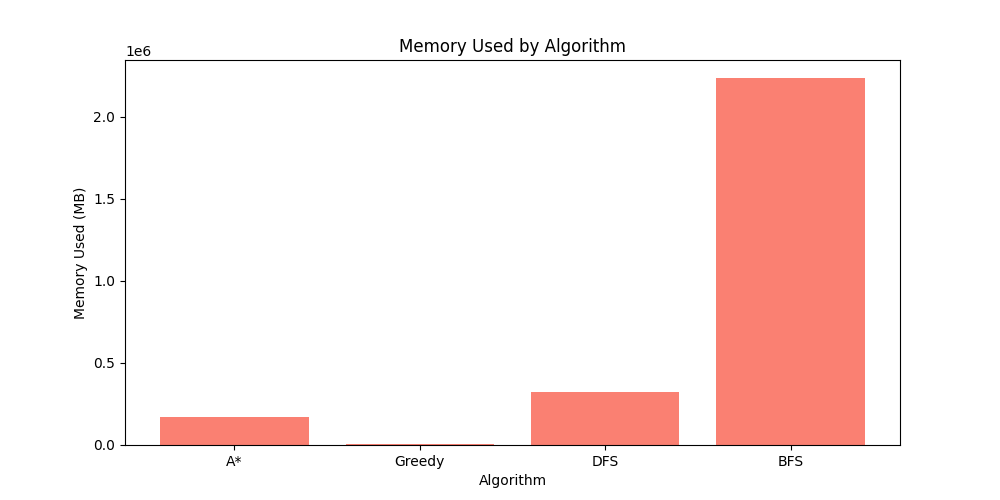 Memory Used by Algorithm
1e6
Memory Used (MB)
2.0
1.5
1.0
0.5
0.0
A* Greedy DFS BFS
Algorithm